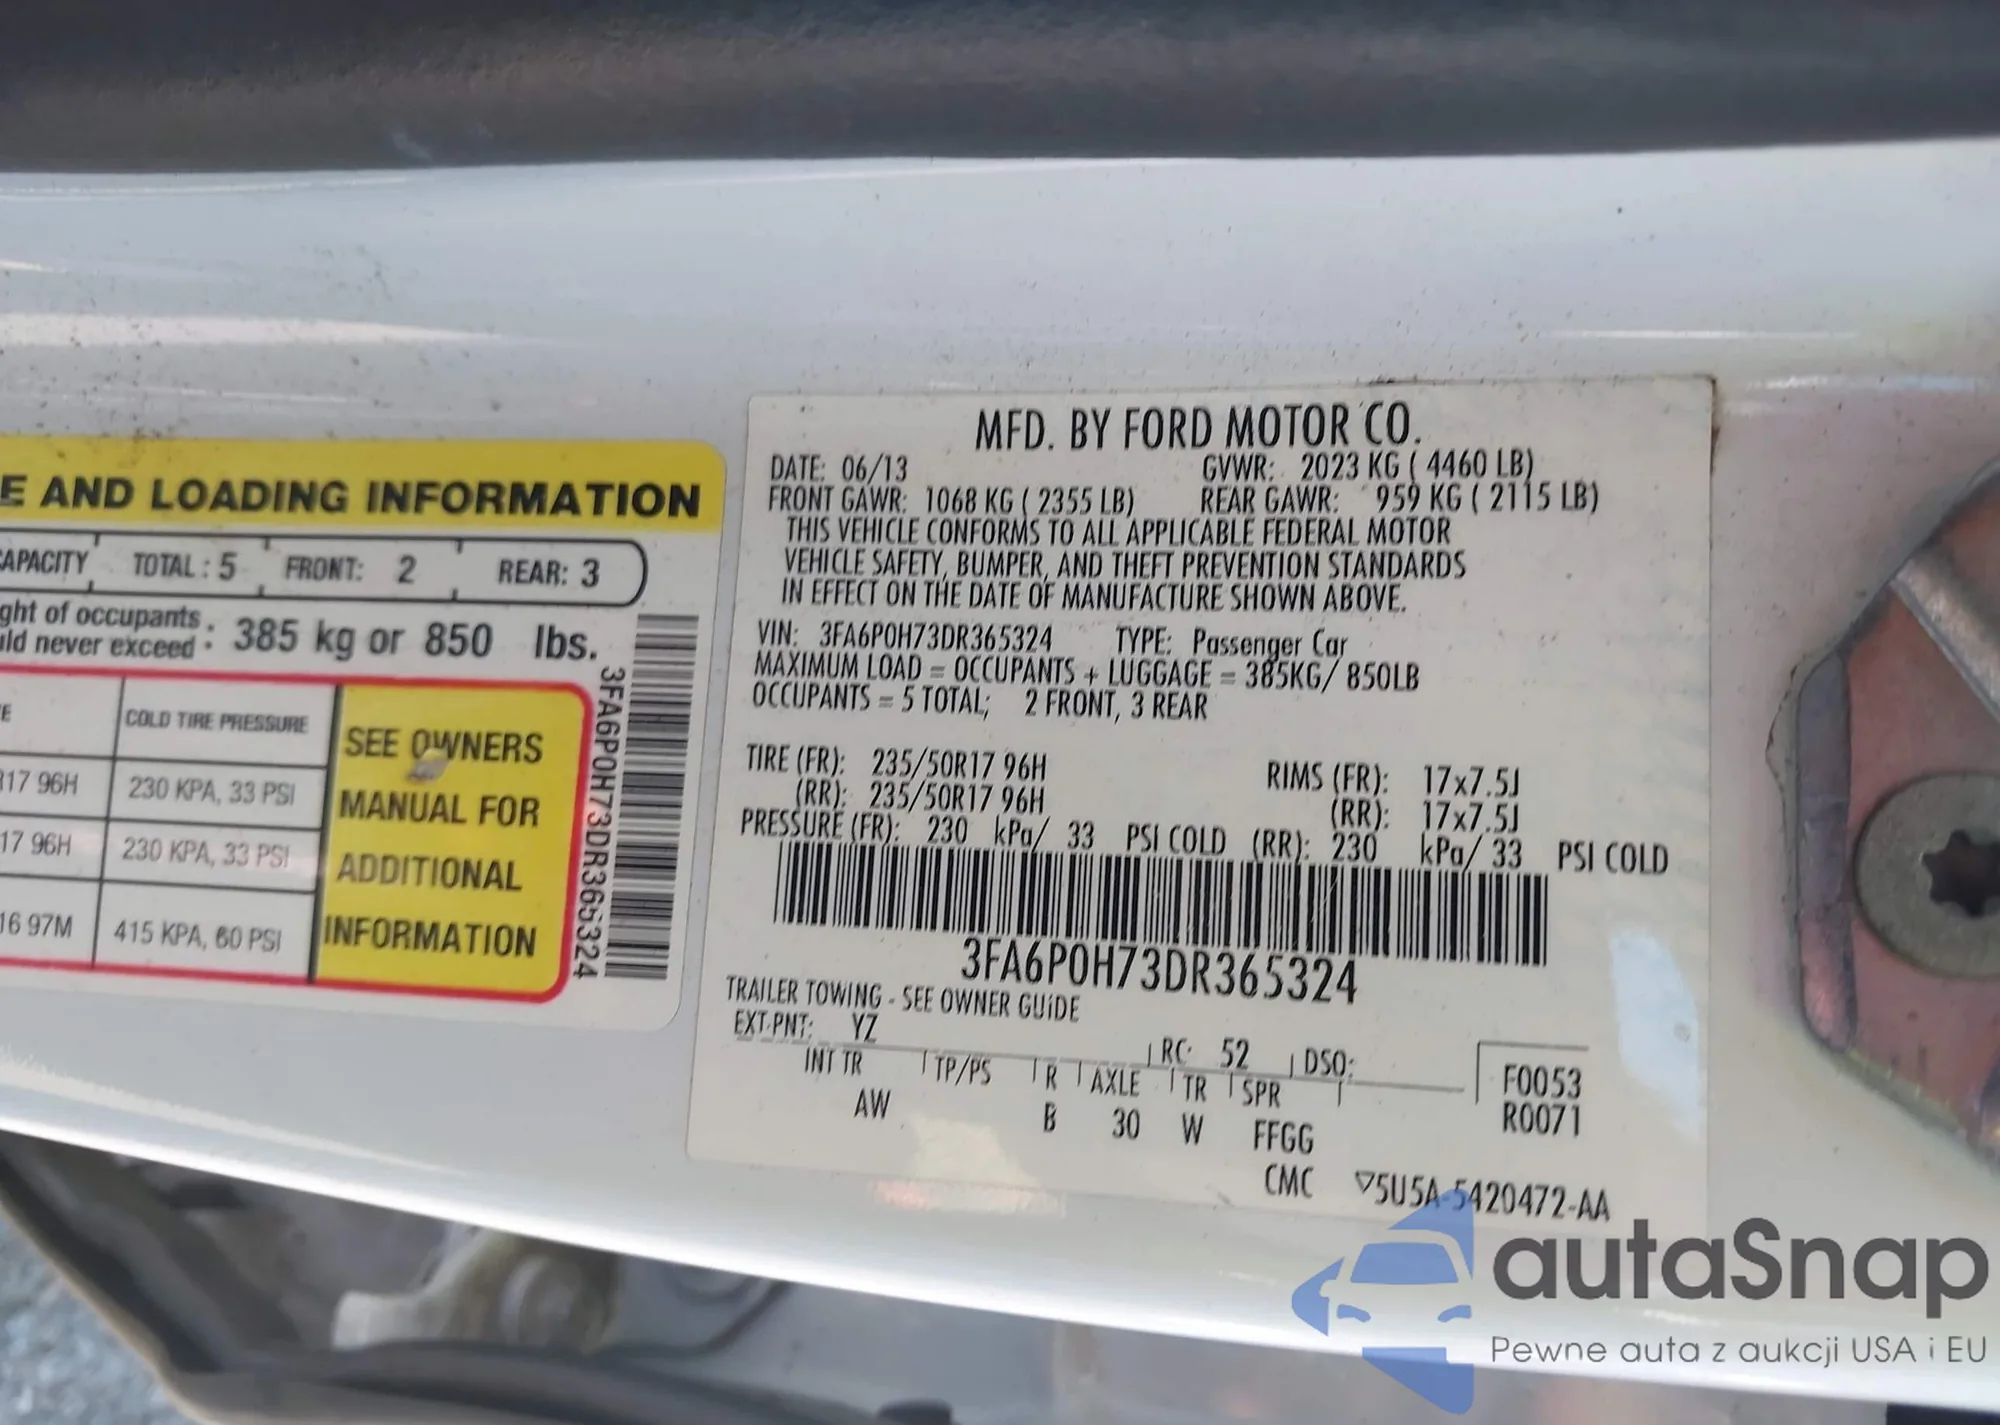 E AND LOADING INFORMATION
CAPACITY TOTAL : 5 FRONT: 2 REAR: 3
ght of occupants
uld never exceed : 385 kg or 850 lbs.
E COLD TIRE PRESSURE
R17 96H 230 KPA, 33 PSI
17 96H 230 KPA, 33 PSI
16 97M 415 KPA, 60 PSI
SEE OWNERS
MANUAL FOR
ADDITIONAL
INFORMATION
3FA6P0H73DR365324
MFD. BY FORD MOTOR CO.
DATE: 06/13 GVWR: 2023 KG ( 4460 LB)
FRONT GAWR: 1068 KG ( 2355 LB) REAR GAWR: 959 KG ( 2115 LB)
THIS VEHICLE CONFORMS TO ALL APPLICABLE FEDERAL MOTOR
VEHICLE SAFETY, BUMPER, AND THEFT PREVENTION STANDARDS
IN EFFECT ON THE DATE OF MANUFACTURE SHOWN ABOVE.
VIN: 3FA6P0H73DR365324 TYPE: Passenger Car
MAXIMUM LOAD = OCCUPANTS + LUGGAGE = 385KG/ 850LB
OCCUPANTS = 5 TOTAL; 2 FRONT, 3 REAR
TIRE (FR): 235/50R17 96H RIMS (FR): 17x7.5J
(RR): 235/50R17 96H (RR): 17x7.5J
PRESSURE (FR): 230 kPa/ 33 PSI COLD (RR): 230 kPa/ 33 PSI COLD
3FA6P0H73DR365324
TRAILER TOWING - SEE OWNER GUIDE
EXT PNT: YZ RC: 52 DSO:
INT TR TP/PS R AXLE TR SPR F0053
AW B 30 W FFGG R0071
CMC ▽5U5A-5420472-AA
autaSnap
Pewne auta z aukcji USA i EU